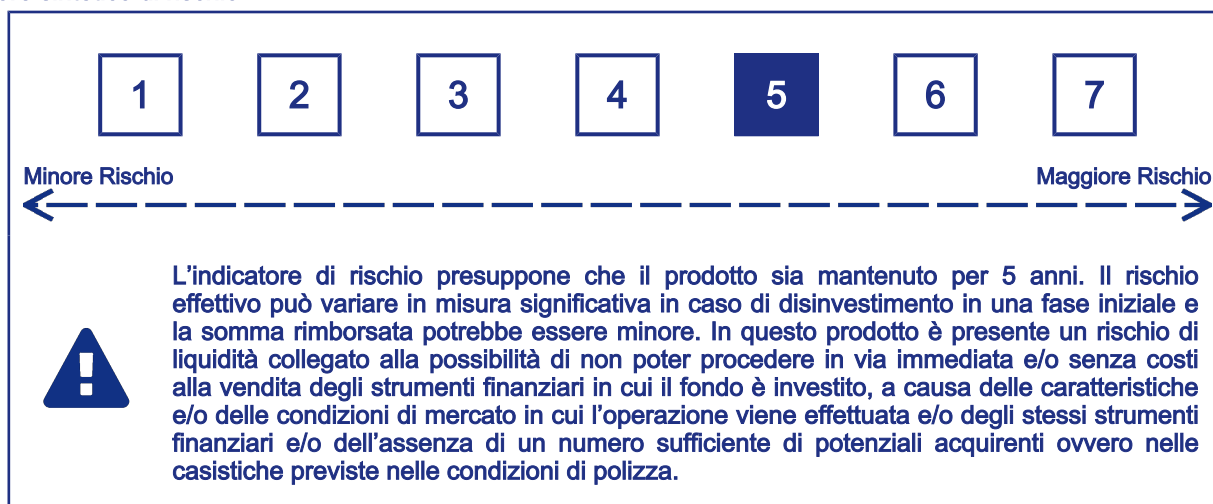 1 2 3 4 5 6 7
Minore Rischio Maggiore Rischio
L’indicatore di rischio presuppone che il prodotto sia mantenuto per 5 anni. Il rischio
effettivo può variare in misura significativa in caso di disinvestimento in una fase iniziale e
la somma rimborsata potrebbe essere minore. In questo prodotto è presente un rischio di
liquidità collegato alla possibilità di non poter procedere in via immediata e/o senza costi
alla vendita degli strumenti finanziari in cui il fondo è investito, a causa delle caratteristiche
e/o delle condizioni di mercato in cui l’operazione viene effettuata e/o degli stessi strumenti
finanziari e/o dell’assenza di un numero sufficiente di potenziali acquirenti ovvero nelle
casistiche previste nelle condizioni di polizza.